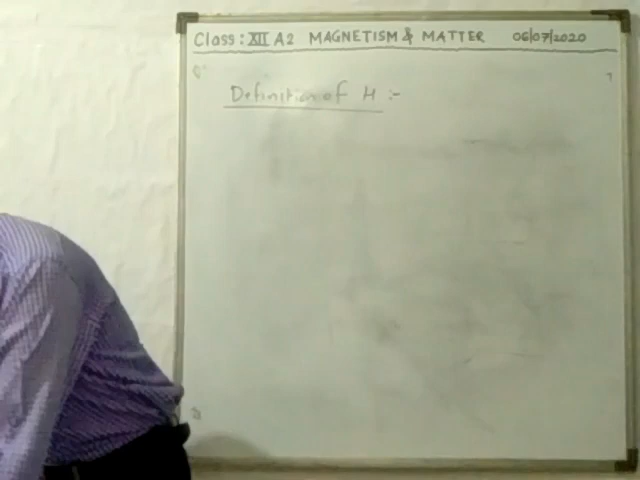 Class: XII A2 MAGNETISM & MATTER 06/07/2020
Definition of H :-